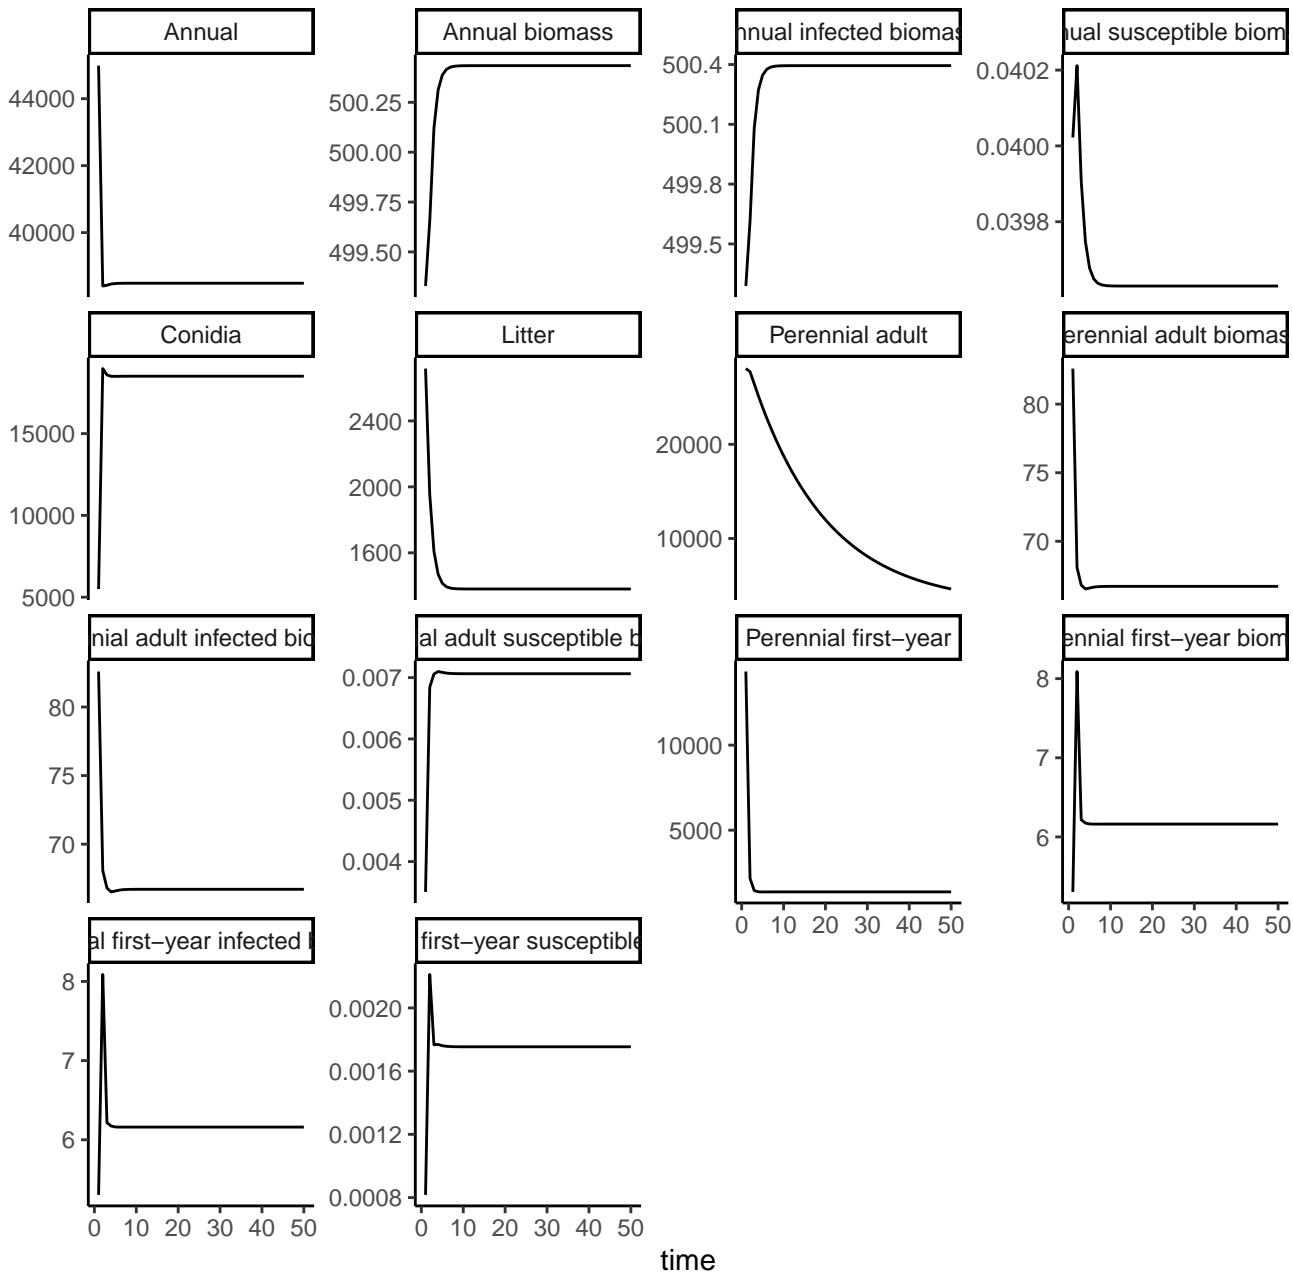 Annual
Annual biomass
nnual infected biomas
nual susceptible biom
44000
42000
40000
500.25
500.00
499.75
499.50
500.4
500.1
499.8
499.5
0.0402
0.0400
0.0398
Conidia
Litter
Perennial adult
erennial adult biomas
15000
10000
5000
2400
2000
1600
20000
10000
80
75
70
nial adult infected bio
al adult susceptible b
Perennial first−year
ennial first−year biom
80
75
70
0.007
0.006
0.005
0.004
10000
5000
8
7
6
0 10 20 30 40 50
0 10 20 30 40 50
al first−year infected b
first−year susceptible
8
7
6
0.0020
0.0016
0.0012
0.0008
0 10 20 30 40 50
0 10 20 30 40 50
time